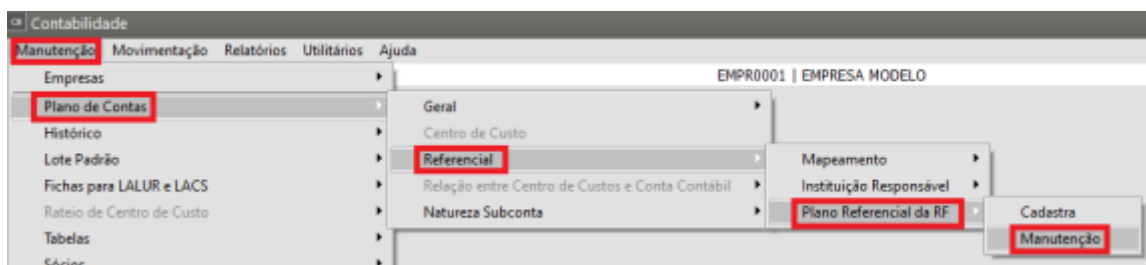 CB Contabilidade
Manutenção Movimentação Relatórios Utilitários Ajuda
Empresas EMPR0001 | EMPRESA MODELO
Plano de Contas Geral
Histórico Centro de Custo
Lote Padrão Referencial Mapeamento
Fichas para LALUR e LACS Relação entre Centro de Custos e Conta Contábil Instituição Responsável
Rateio de Centro de Custo Natureza Subconta Plano Referencial da RF Cadastra
Tabelas Manutenção
Sócios